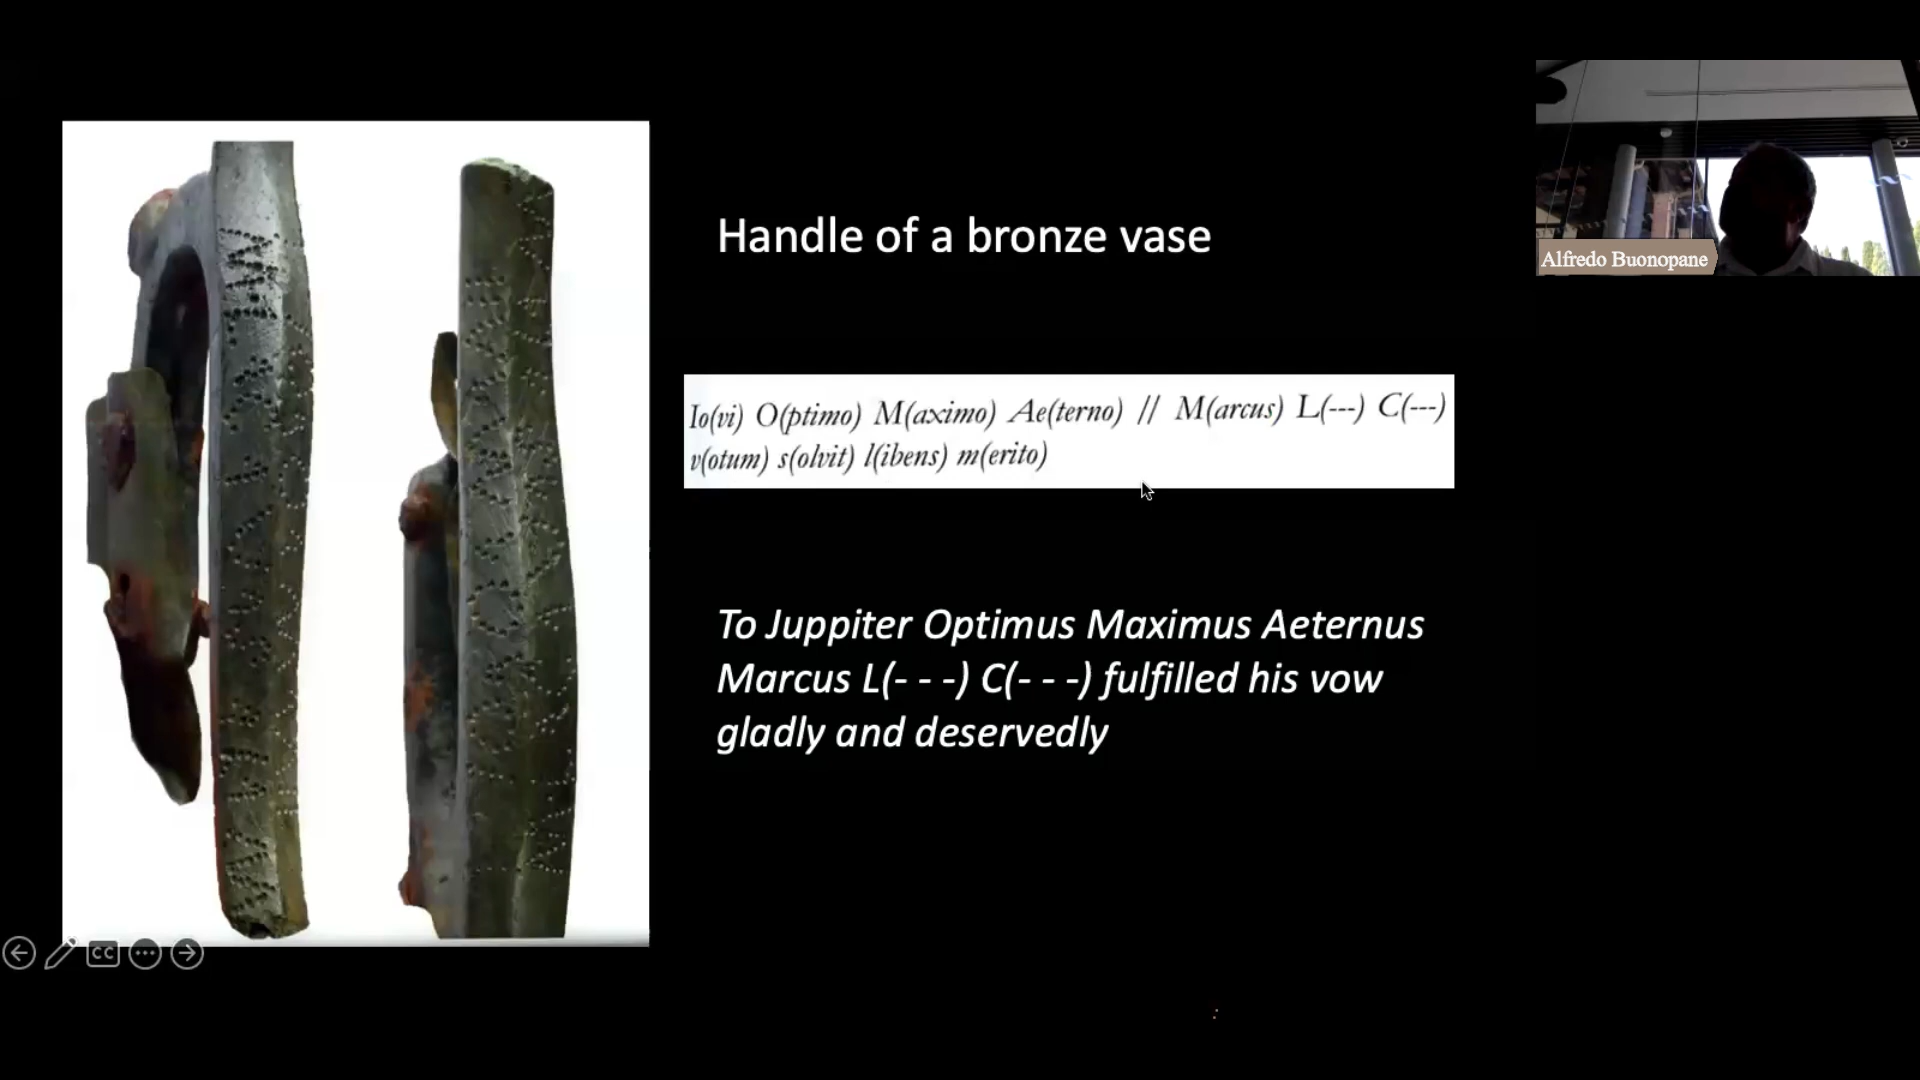 Handle of a bronze vase
Alfredo Buonopane
Io(vi) O(ptimo) M(aximo) Ae(terno) // M(arcus) L(---) C(---)
v(otum) s(olvit) l(ibens) m(erito)
To Juppiter Optimus Maximus Aeternus
Marcus L(- - -) C(- - -) fulfilled his vow
gladly and deservedly
CC